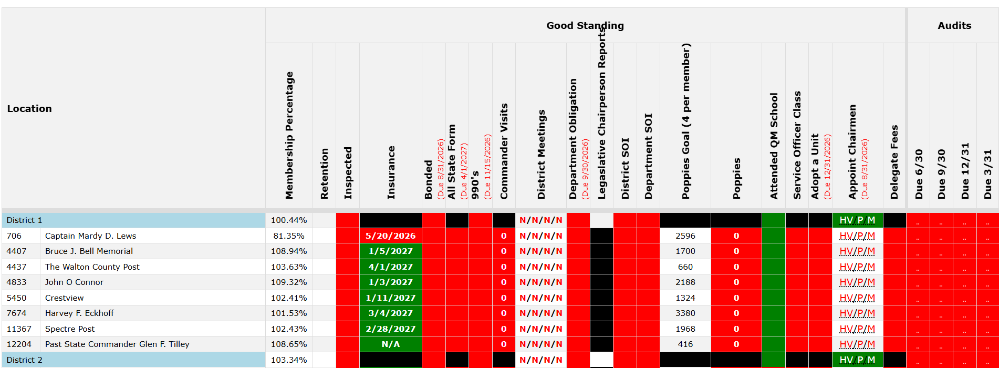 Good Standing Audits
Location Membership Percentage Retention Inspected Insurance Bonded (Due 8/31/2026) All State Form (Due 4/1/2027) 990's (Due 11/15/2026) Commander Visits District Meetings Department Obligation (Due 9/30/2026) Legaslative Chairperson Reports District SOI Department SOI Poppies Goal (4 per member) Poppies Attended QM School Service Officer Class Adopt a Unit (Due 12/31/2026) Appoint Chairmen (Due 8/31/2026) Delegate Fees Due 6/30 Due 9/30 Due 12/31 Due 3/31
District 1 100.44% N/N/N/N HV/P/M .. .. .. ..
706 Captain Mardy D. Lews 81.35% 5/20/2026 0 N/N/N/N 2596 0 HV/P/M .. .. .. ..
4407 Bruce J. Bell Memorial 108.94% 1/5/2027 0 N/N/N/N 1700 0 HV/P/M .. .. .. ..
4437 The Walton County Post 103.63% 4/1/2027 0 N/N/N/N 660 0 HV/P/M .. .. .. ..
4833 John O Connor 109.32% 1/3/2027 0 N/N/N/N 2188 0 HV/P/M .. .. .. ..
5450 Crestview 102.41% 1/11/2027 0 N/N/N/N 1324 0 HV/P/M .. .. .. ..
7674 Harvey F. Eckhoff 101.53% 3/4/2027 0 N/N/N/N 3380 0 HV/P/M .. .. .. ..
11367 Spectre Post 102.43% 2/28/2027 0 N/N/N/N 1968 0 HV/P/M .. .. .. ..
12204 Past State Commander Glen F. Tilley 108.65% N/A 0 N/N/N/N 416 0 HV/P/M .. .. .. ..
District 2 103.34% N/N/N/N HV/P/M .. .. .. ..